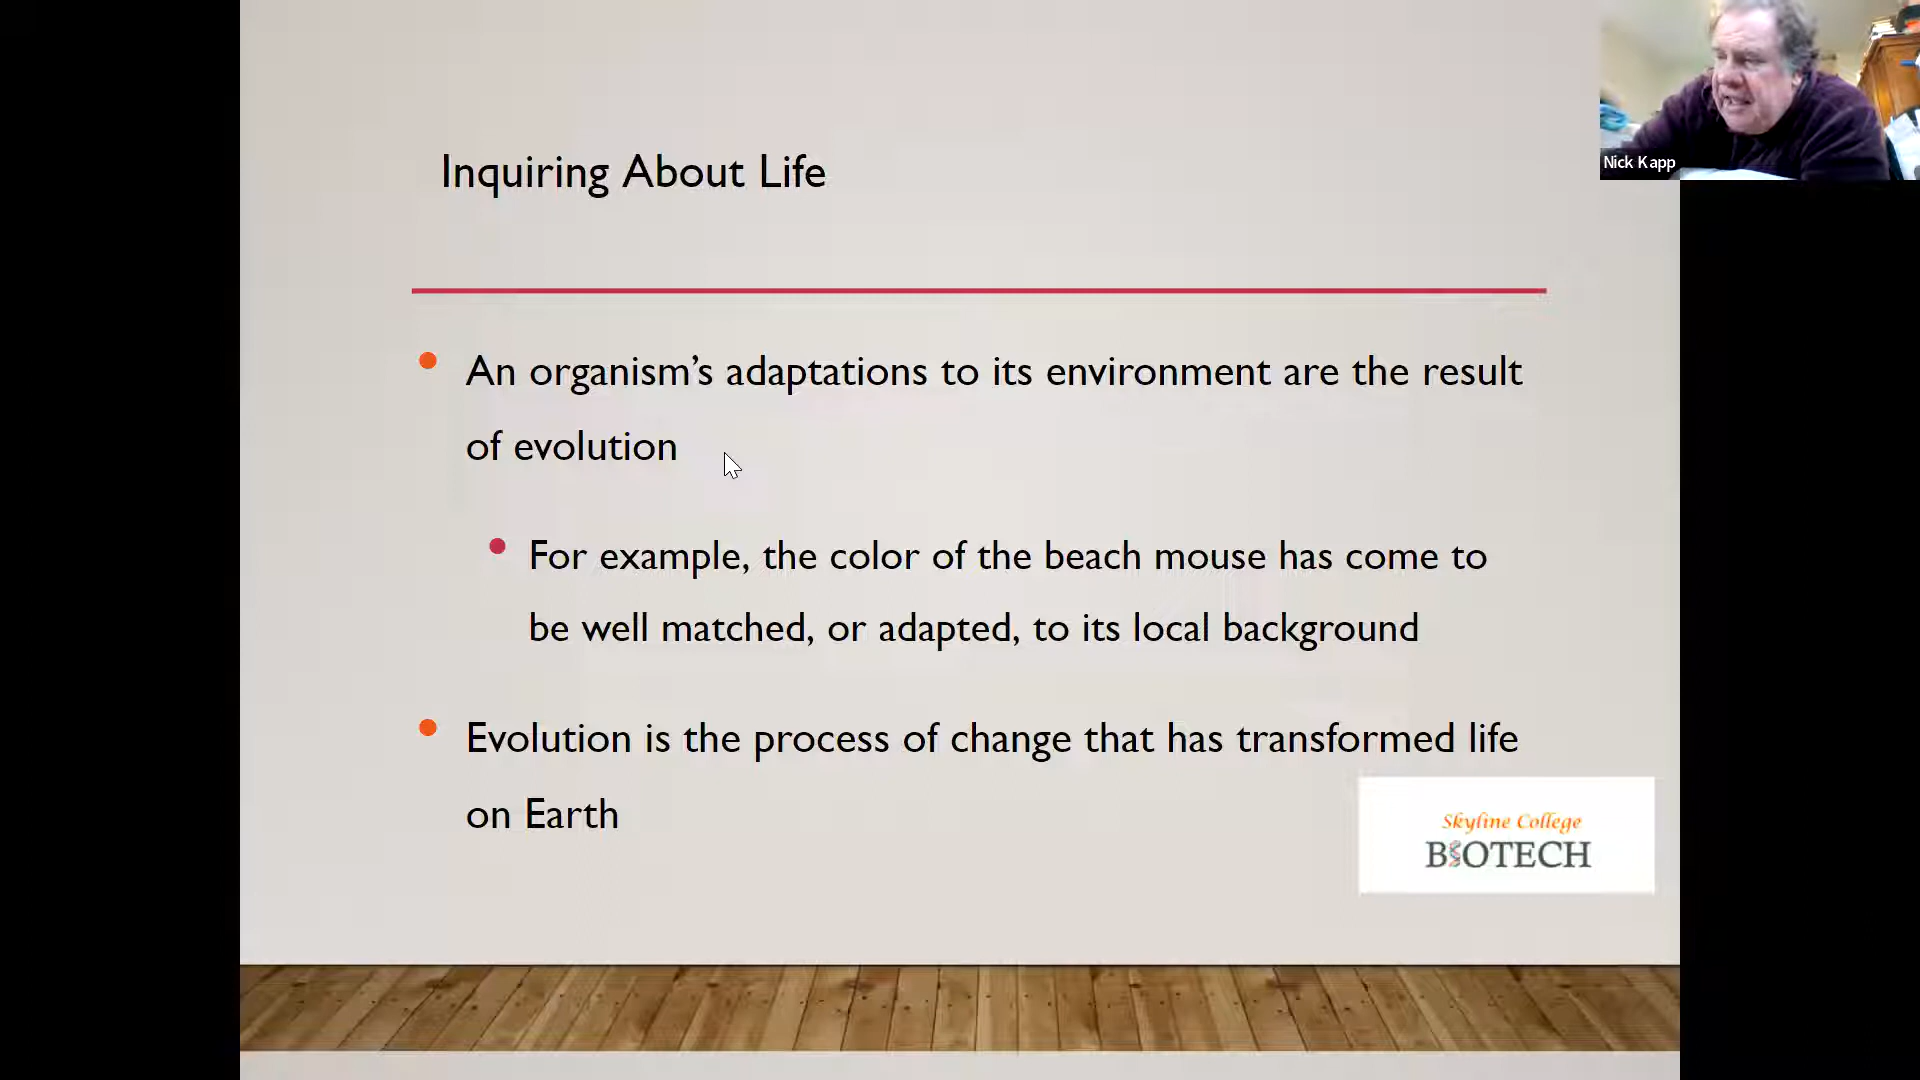 Inquiring About Life
Nick Kapp
An organism’s adaptations to its environment are the result
of evolution
For example, the color of the beach mouse has come to
be well matched, or adapted, to its local background
Evolution is the process of change that has transformed life
on Earth
Skyline College
BIOTECH